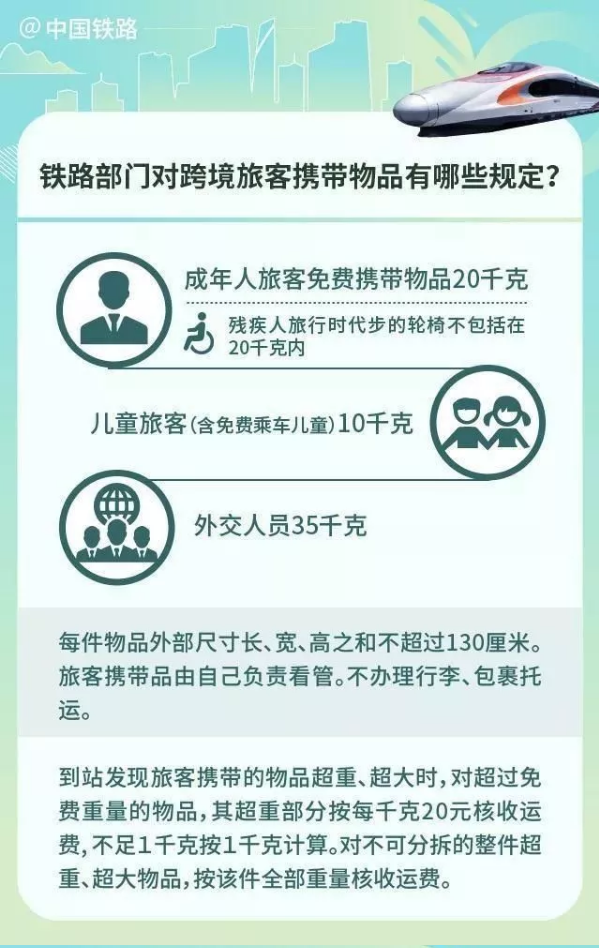 @中国铁路
铁路部门对跨境旅客携带物品有哪些规定?
成年人旅客免费携带物品20千克
残疾人旅行时代步的轮椅不包括在
20千克内
儿童旅客(含免费乘车儿童)10千克
外交人员35千克
每件物品外部尺寸长、宽、高之和不超过130厘米。
旅客携带品由自己负责看管。不办理行李、包裹托
运。
到站发现旅客携带的物品超重、超大时,对超过免
费重量的物品,其超重部分按每千克20元核收运
费,不足1千克按1千克计算。对不可分拆的整件超
重、超大物品,按该件全部重量核收运费。